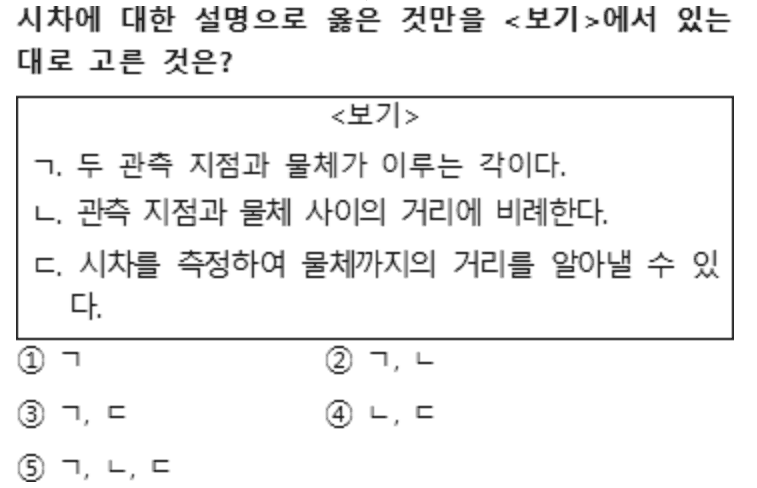 시차에 대한 설명으로 옳은 것만을 <보기>에서 있는
대로 고른 것은?
<보기>
ㄱ. 두 관측 지점과 물체가 이루는 각이다.
ㄴ. 관측 지점과 물체 사이의 거리에 비례한다.
ㄷ. 시차를 측정하여 물체까지의 거리를 알아낼 수 있
다.
① ㄱ ② ㄱ, ㄴ
③ ㄱ, ㄷ ④ ㄴ, ㄷ
⑤ ㄱ, ㄴ, ㄷ